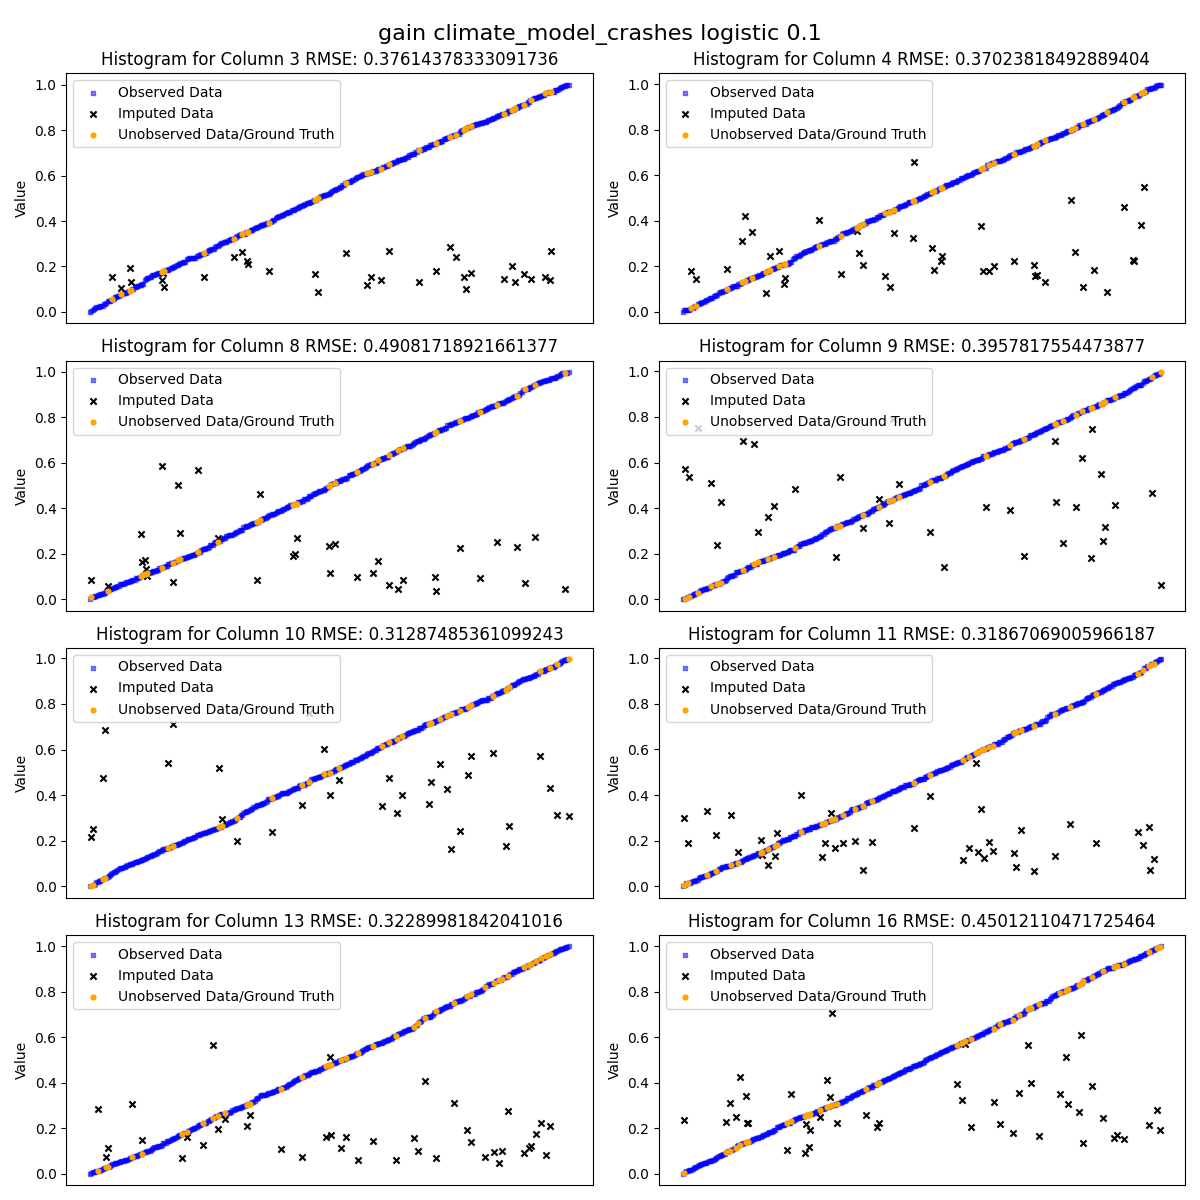 gain climate_model_crashes logistic 0.1
Histogram for Column 3 RMSE: 0.37614378333091736
Value
1.0
0.8
0.6
0.4
0.2
0.0
Observed Data
Imputed Data
Unobserved Data/Ground Truth
Histogram for Column 4 RMSE: 0.37023818492889404
Value
1.0
0.8
0.6
0.4
0.2
0.0
Observed Data
Imputed Data
Unobserved Data/Ground Truth
Histogram for Column 8 RMSE: 0.49081718921661377
Value
1.0
0.8
0.6
0.4
0.2
0.0
Observed Data
Imputed Data
Unobserved Data/Ground Truth
Histogram for Column 9 RMSE: 0.3957817554473877
Value
1.0
0.8
0.6
0.4
0.2
0.0
Observed Data
Imputed Data
Unobserved Data/Ground Truth
Histogram for Column 10 RMSE: 0.31287485361099243
Value
1.0
0.8
0.6
0.4
0.2
0.0
Observed Data
Imputed Data
Unobserved Data/Ground Truth
Histogram for Column 11 RMSE: 0.31867069005966187
Value
1.0
0.8
0.6
0.4
0.2
0.0
Observed Data
Imputed Data
Unobserved Data/Ground Truth
Histogram for Column 13 RMSE: 0.32289981842041016
Value
1.0
0.8
0.6
0.4
0.2
0.0
Observed Data
Imputed Data
Unobserved Data/Ground Truth
Histogram for Column 16 RMSE: 0.45012110471725464
Value
1.0
0.8
0.6
0.4
0.2
0.0
Observed Data
Imputed Data
Unobserved Data/Ground Truth